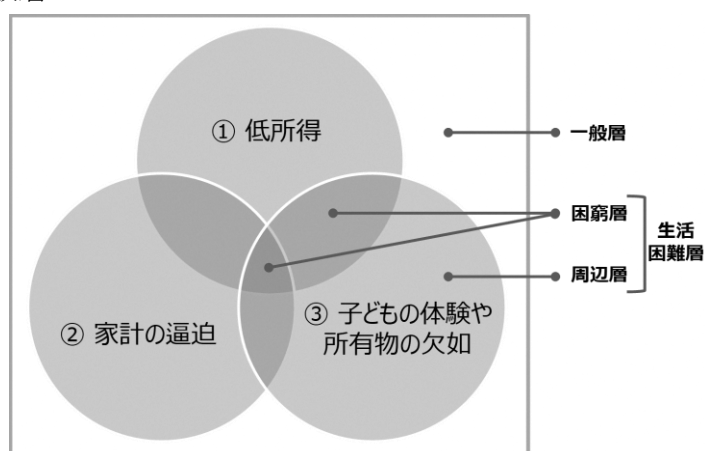 ① 低所得
一般層
困窮層
生活
困難層
周辺層
② 家計の逼迫
③ 子どもの体験や
所有物の欠如